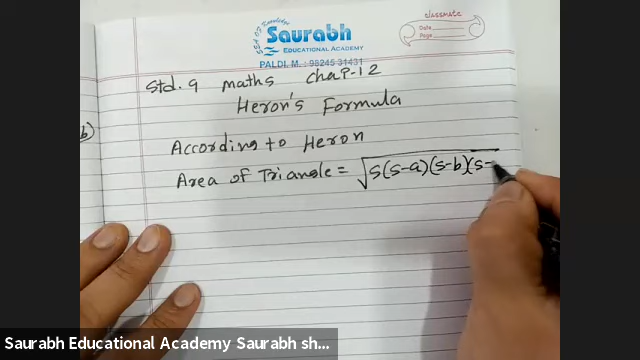 classmate
Date
Page
Saurabh
EDUCATIONAL ACADEMY
PALDI. M. : 98245 31431
Std. 9 maths chap-12
Heron's Formula
b)
According to Heron
Area of Triangle = √s(s-a)(s-b)(s-
Saurabh Educational Academy Saurabh sh...